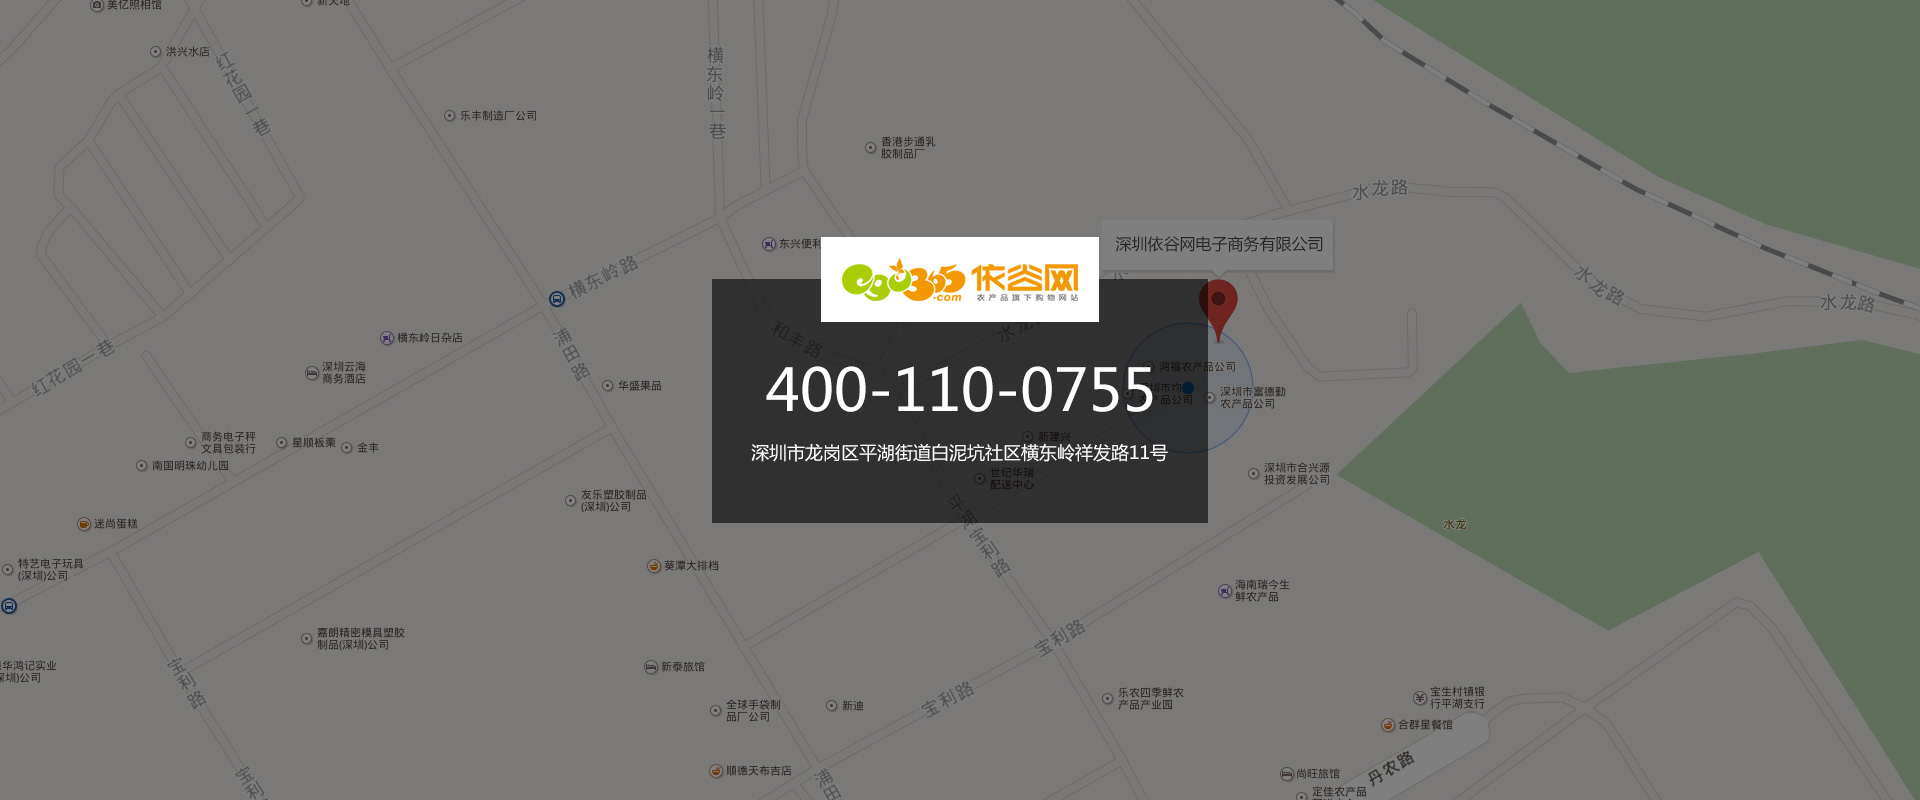 美亿照相馆
新天地
洪兴水店
红花园一巷
横东岭一巷
乐丰制造厂公司
香港步通乳
胶制品厂
水龙路
东兴便利
深圳依谷网电子商务有限公司
ego365
.com
依谷网
农产品旗下购物网站
横东岭路
水龙路
水龙路
浦田路
和丰路
水龙
横东岭日杂店
红花园一巷
深圳云海
商务酒店
华盛果品
400-110-0755
鸿福农产品公司
深圳市均
农产品公司
深圳市富德勤
农产品公司
商务电子秤
文具包装行
星顺板栗
金丰
新建兴
深圳市龙岗区平湖街道白泥坑社区横东岭祥发路11号
南国明珠幼儿园
世纪华瑞
配送中心
深圳市合兴源
投资发展公司
友乐塑胶制品
(深圳)公司
迷尚蛋糕
水龙
宝利路
特艺电子玩具
(深圳)公司
葵潭大排档
海南瑞今生
鲜农产品
嘉朗精密模具塑胶
制品(深圳)公司
宝利路
华鸿记实业
深圳)公司
宝利路
新泰旅馆
宝利路
乐农四季鲜农
产品产业园
宝生村镇银
行平湖支行
全球手袋制
品厂公司
新迪
合群星餐馆
顺德天布吉店
浦田
宝利
尚旺旅馆
丹农路
定佳农产品